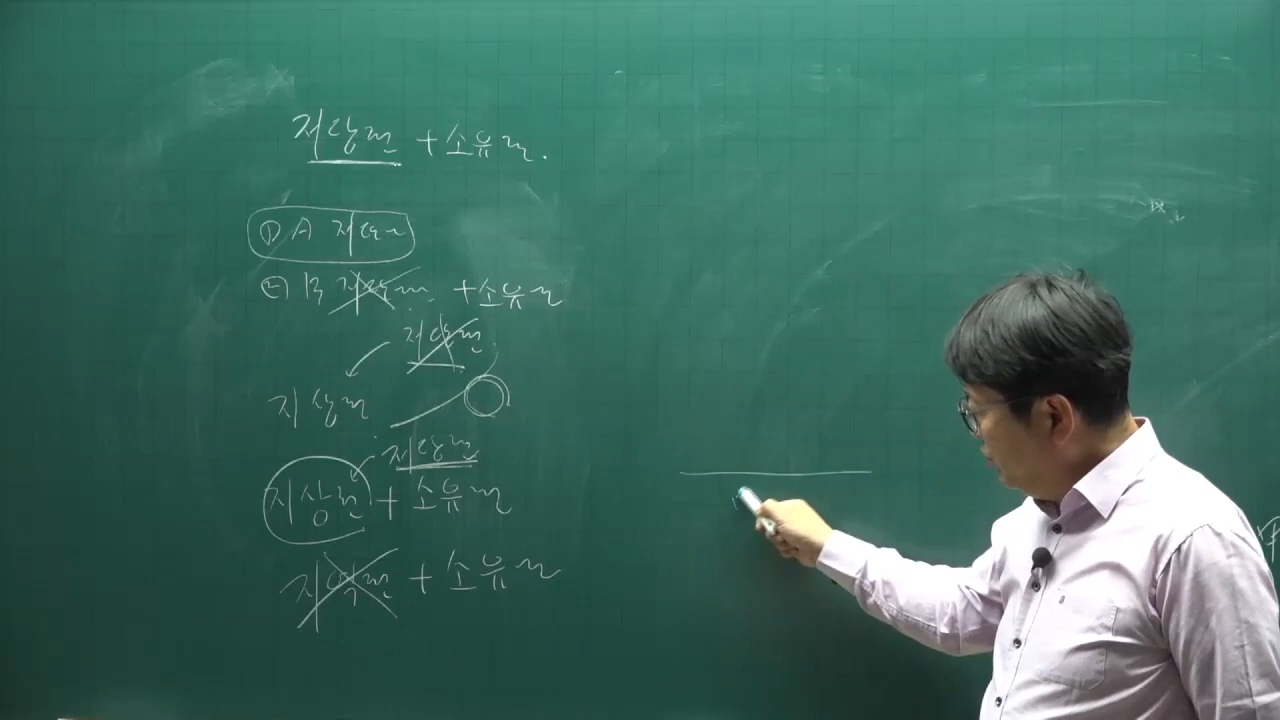 저당권 + 소유권.
① A 저당권
② B 저당권 + 소유권
저당권
지상권
저당권
지상권 + 소유권
지역권 + 소유권